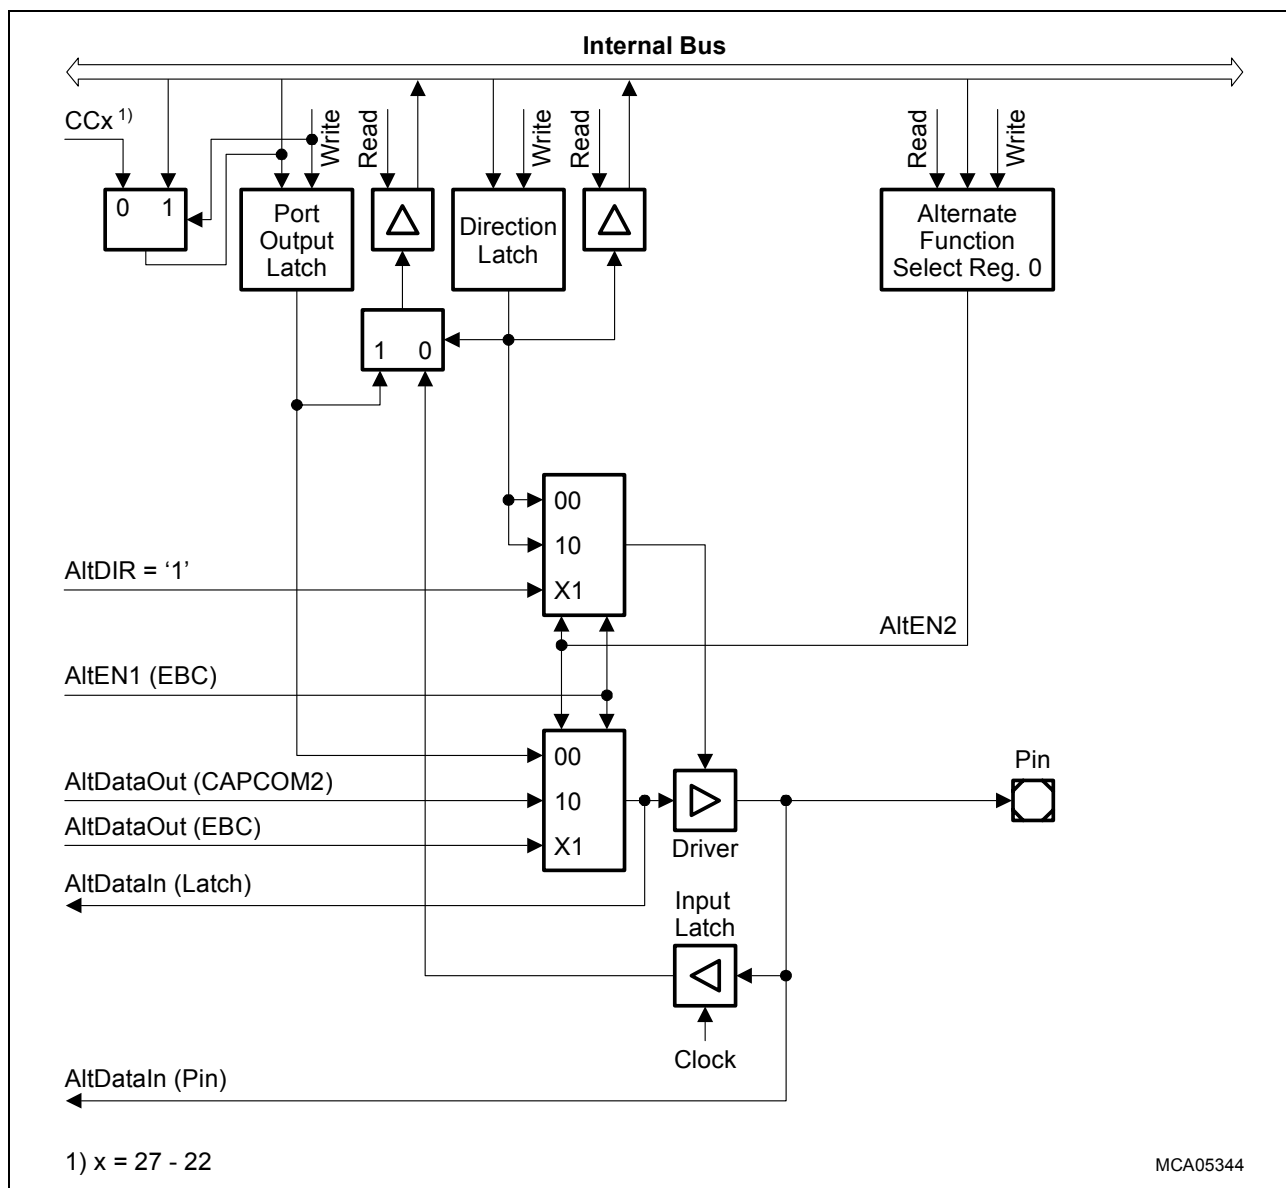 Internal Bus
CCx 1)
Write
Read
Write
Read
Read
Write
0 1
Port
Output
Latch
Direction
Latch
Alternate
Function
Select Reg. 0
1 0
00
10
X1
AltDIR = ‘1’
AltEN2
AltEN1 (EBC)
00
10
X1
AltDataOut (CAPCOM2)
AltDataOut (EBC)
Driver
Pin
AltDataIn (Latch)
Input
Latch
Clock
AltDataIn (Pin)
1) x = 27 - 22
MCA05344